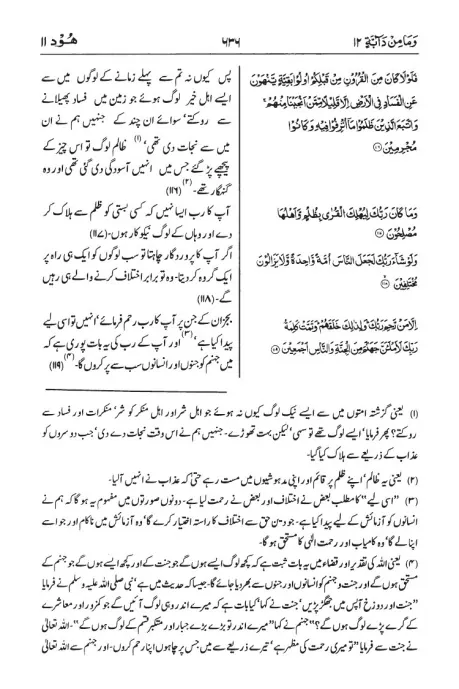 وَمَا مِنْ دَآبَّةٍ ١٢
٦٣٦
هُوْد ١١
فَلَوْلَا كَانَ مِنَ الْقُرُوْنِ مِنْ قَبْلِكُمْ اُولُوْا بَقِيَّةٍ يَّنْهَوْنَ
عَنِ الْفَسَادِ فِى الْاَرْضِ اِلَّا قَلِيْلًا مِّمَّنْ اَنْجَيْنَا مِنْهُمْ ۚ
وَاتَّبَعَ الَّذِيْنَ ظَلَمُوْا مَآ اُتْرِفُوْا فِيْهِ وَكَانُوْا
مُجْرِمِيْنَ ۝
وَمَا كَانَ رَبُّكَ لِيُهْلِكَ الْقُرٰى بِظُلْمٍ وَّاَهْلُهَا
مُصْلِحُوْنَ ۝
وَلَوْ شَآءَ رَبُّكَ لَجَعَلَ النَّاسَ اُمَّةً وَّاحِدَةً وَّلَا يَزَالُوْنَ
مُخْتَلِفِيْنَ ۝
اِلَّا مَنْ رَّحِمَ رَبُّكَ ۭ وَلِذٰلِكَ خَلَقَهُمْ ۭ وَتَمَّتْ كَلِمَةُ
رَبِّكَ لَاَمْلَـَٔنَّ جَهَنَّمَ مِنَ الْجِنَّةِ وَالنَّاسِ اَجْمَعِيْنَ ۝
پس کیوں نہ تم سے پہلے زمانے کے لوگوں میں سے
ایسے اہل خیر لوگ ہوئے جو زمین میں فساد پھیلانے
سے روکتے، سوائے ان چند کے جنہیں ہم نے ان
میں سے نجات دی تھی، (۱) ظالم لوگ تو اس چیز کے
پیچھے پڑ گئے جس میں انہیں آسودگی دی گئی تھی اور وہ
گنہگار تھے۔ (۲) (۱۱۶)
آپ کا رب ایسا نہیں کہ کسی بستی کو ظلم سے ہلاک کر
دے اور وہاں کے لوگ نیکوکار ہوں۔ (۱۱۷)
اگر آپ کا پروردگار چاہتا تو سب لوگوں کو ایک ہی راہ پر
ایک گروہ کر دیتا۔ وہ تو برابر اختلاف کرنے والے ہی رہیں
گے۔ (۱۱۸)
بجز ان کے جن پر آپ کا رب رحم فرمائے، انہیں تو اسی لیے
پیدا کیا ہے، (۳) اور آپ کے رب کی یہ بات پوری ہے کہ
میں جہنم کو جنوں اور انسانوں سب سے پر کروں گا۔ (۴) (۱۱۹)
(۱) یعنی گزشتہ امتوں میں سے ایسے نیک لوگ کیوں نہ ہوئے جو اہل شر اور اہل منکر کو شر، منکرات اور فساد سے
روکتے؟ پھر فرمایا، ایسے لوگ تھے تو سہی، لیکن بہت تھوڑے۔ جنہیں ہم نے اس وقت نجات دے دی، جب دوسروں کو
عذاب کے ذریعے سے ہلاک کیا گیا۔
(۲) یعنی یہ ظالم، اپنے ظلم پر قائم اور اپنی مدہوشیوں میں مست رہے حتیٰ کہ عذاب نے انہیں آ لیا۔
(۳) "اسی لیے" کا مطلب بعض نے اختلاف اور بعض نے رحمت لیا ہے۔ دونوں صورتوں میں مفہوم یہ ہو گا کہ ہم نے
انسانوں کو آزمائش کے لیے پیدا کیا ہے۔ جو دین حق سے اختلاف کا راستہ اختیار کرے گا، وہ آزمائش میں ناکام اور جو اسے
اپنا لے گا، وہ کامیاب اور رحمت الٰہی کا مستحق ہو گا۔
(۴) یعنی اللہ کی تقدیر اور قضاء میں یہ بات ثبت ہے کہ کچھ لوگ ایسے ہوں گے جو جنت کے اور کچھ ایسے ہوں گے جو جہنم کے
مستحق ہوں گے اور جنت و جہنم کو انسانوں اور جنوں سے بھر دیا جائے گا۔ جیسا کہ حدیث میں ہے، نبی صلی اللہ علیہ وسلم نے فرمایا
"جنت اور دوزخ آپس میں جھگڑ پڑیں، جنت نے کہا، کیا بات ہے کہ میرے اندر وہی لوگ آئیں گے جو کمزور اور معاشرے
کے گرے پڑے لوگ ہوں گے؟" جہنم نے کہا "میرے اندر تو بڑے بڑے جبار اور متکبر قسم کے لوگ ہوں گے"۔ اللہ تعالیٰ
نے جنت سے فرمایا "تو میری رحمت کی مظہر ہے، تیرے ذریعے سے میں جس پر چاہوں اپنا رحم کروں۔ اور جہنم سے اللہ تعالیٰ